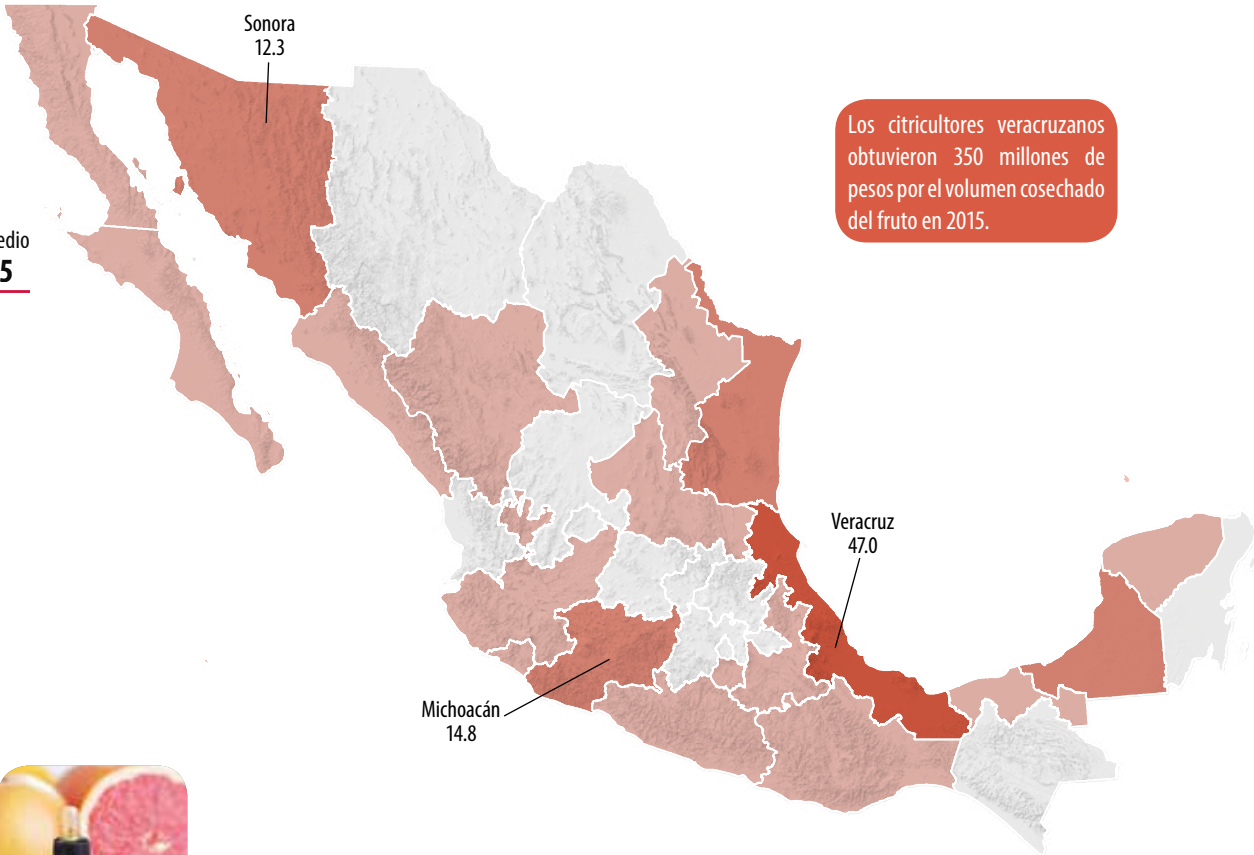 Sonora
12.3
Los citricultores veracruzanos
obtuvieron 350 millones de
pesos por el volumen cosechado
del fruto en 2015.
edio
5
Veracruz
47.0
Michoacán
14.8